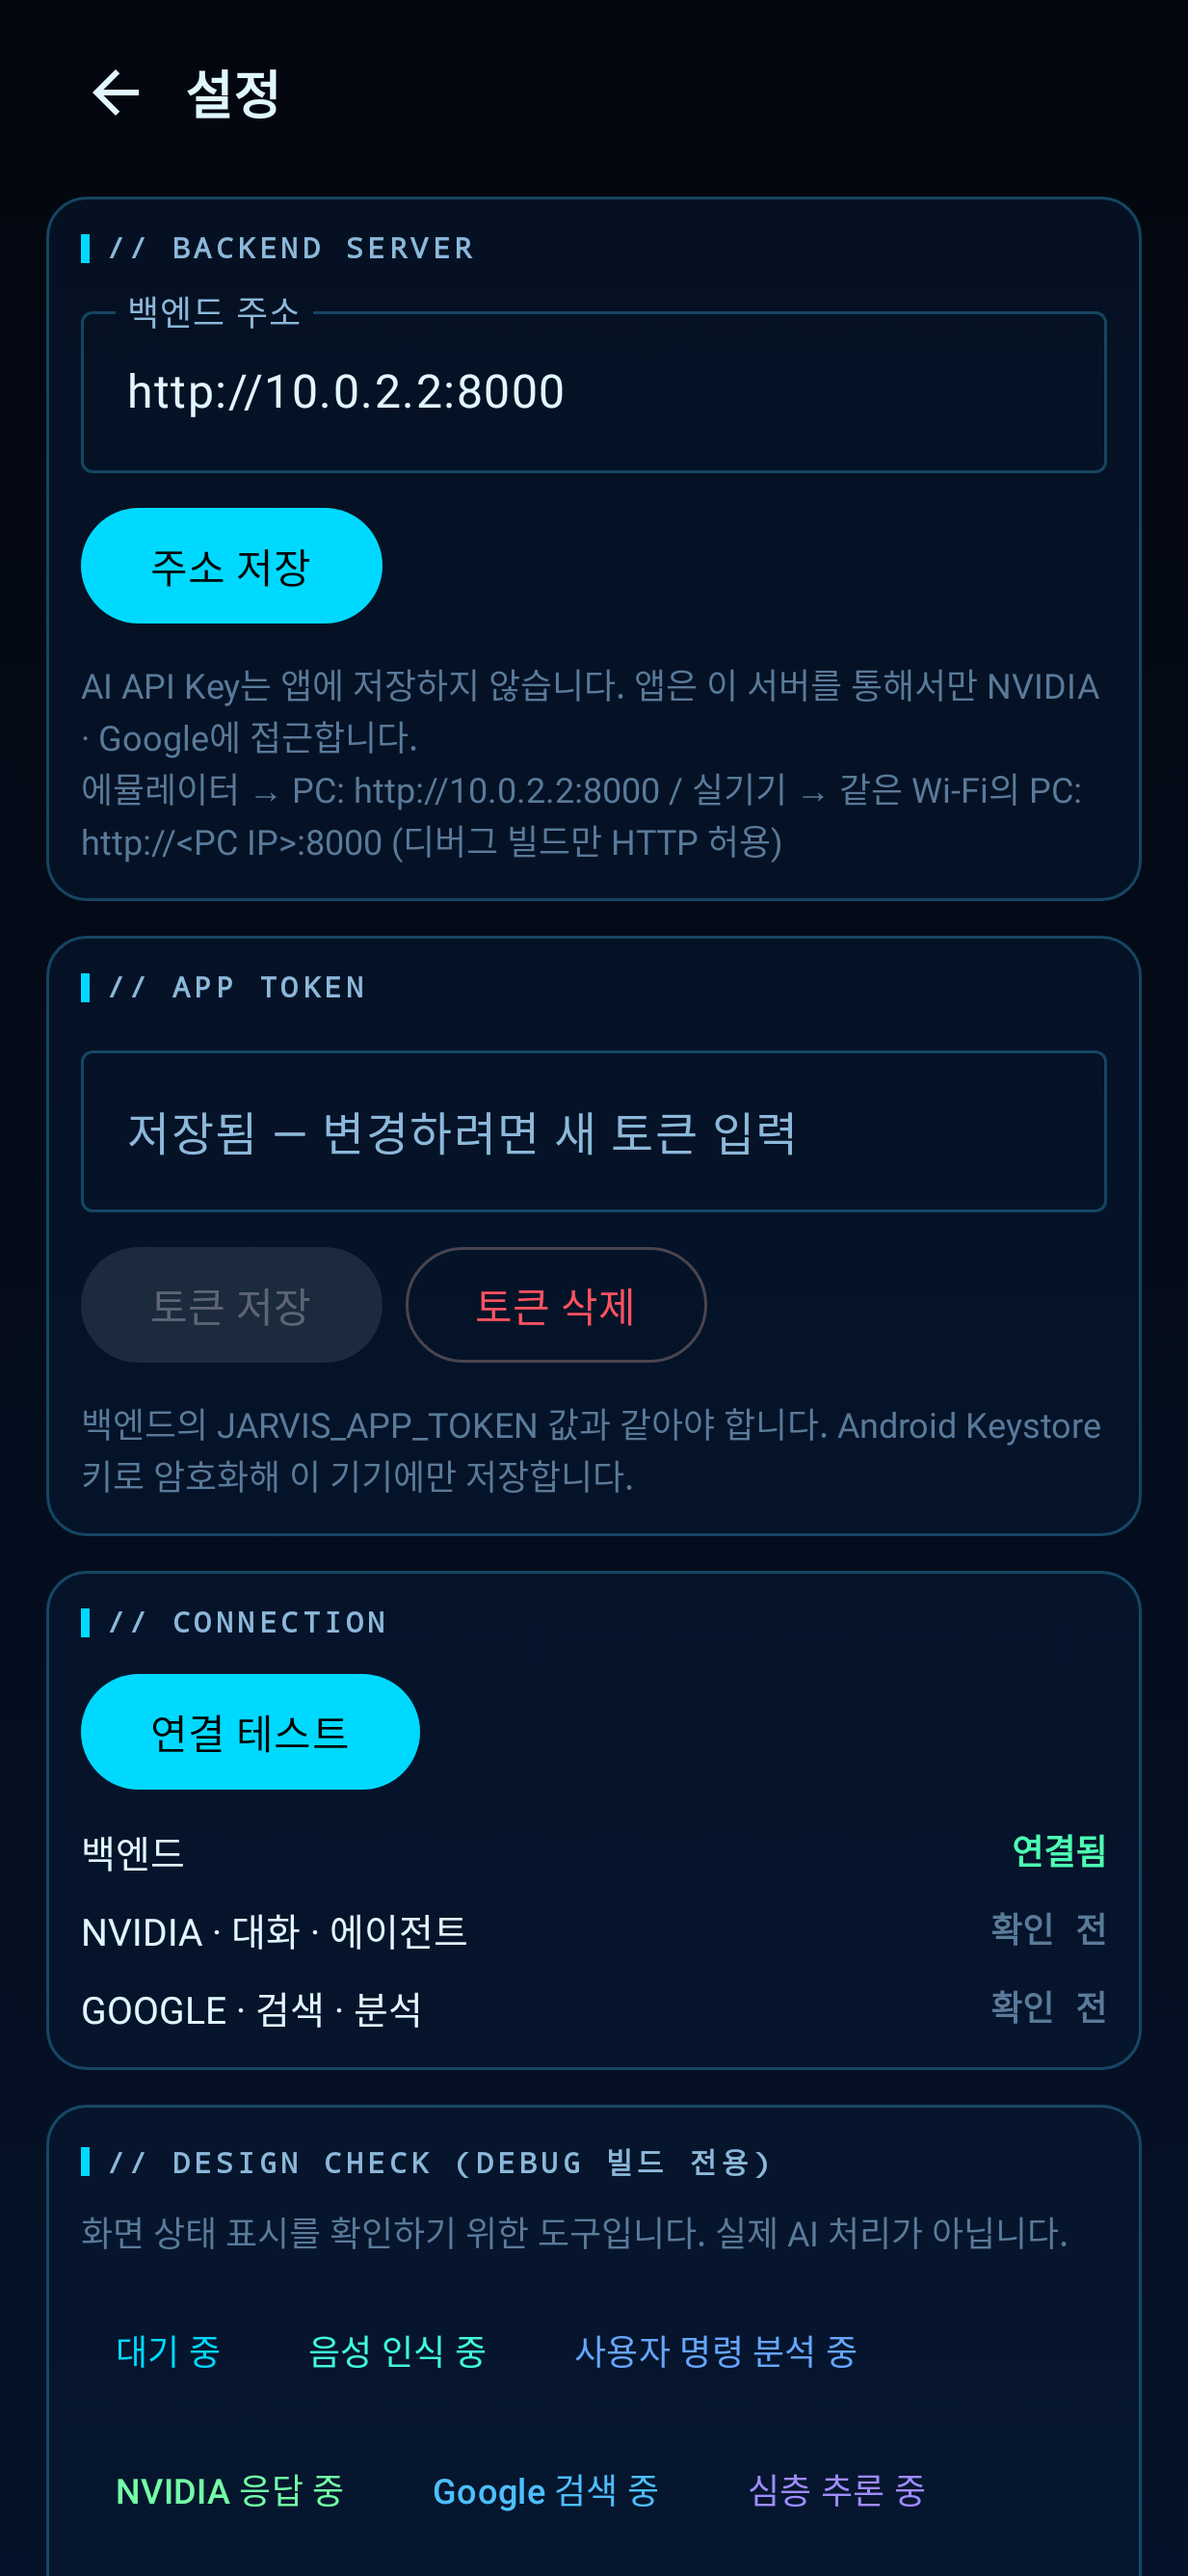 설정
// BACKEND SERVER
백엔드 주소
http://10.0.2.2:8000
주소 저장
AI API Key는 앱에 저장하지 않습니다. 앱은 이 서버를 통해서만 NVIDIA
· Google에 접근합니다.
에뮬레이터 → PC: http://10.0.2.2:8000 / 실기기 → 같은 Wi-Fi의 PC:
http://<PC IP>:8000 (디버그 빌드만 HTTP 허용)
// APP TOKEN
저장됨 — 변경하려면 새 토큰 입력
토큰 저장 토큰 삭제
백엔드의 JARVIS_APP_TOKEN 값과 같아야 합니다. Android Keystore
키로 암호화해 이 기기에만 저장합니다.
// CONNECTION
연결 테스트
백엔드 연결됨
NVIDIA · 대화 · 에이전트 확인 전
GOOGLE · 검색 · 분석 확인 전
// DESIGN CHECK (DEBUG 빌드 전용)
화면 상태 표시를 확인하기 위한 도구입니다. 실제 AI 처리가 아닙니다.
대기 중 음성 인식 중 사용자 명령 분석 중
NVIDIA 응답 중 Google 검색 중 심층 추론 중